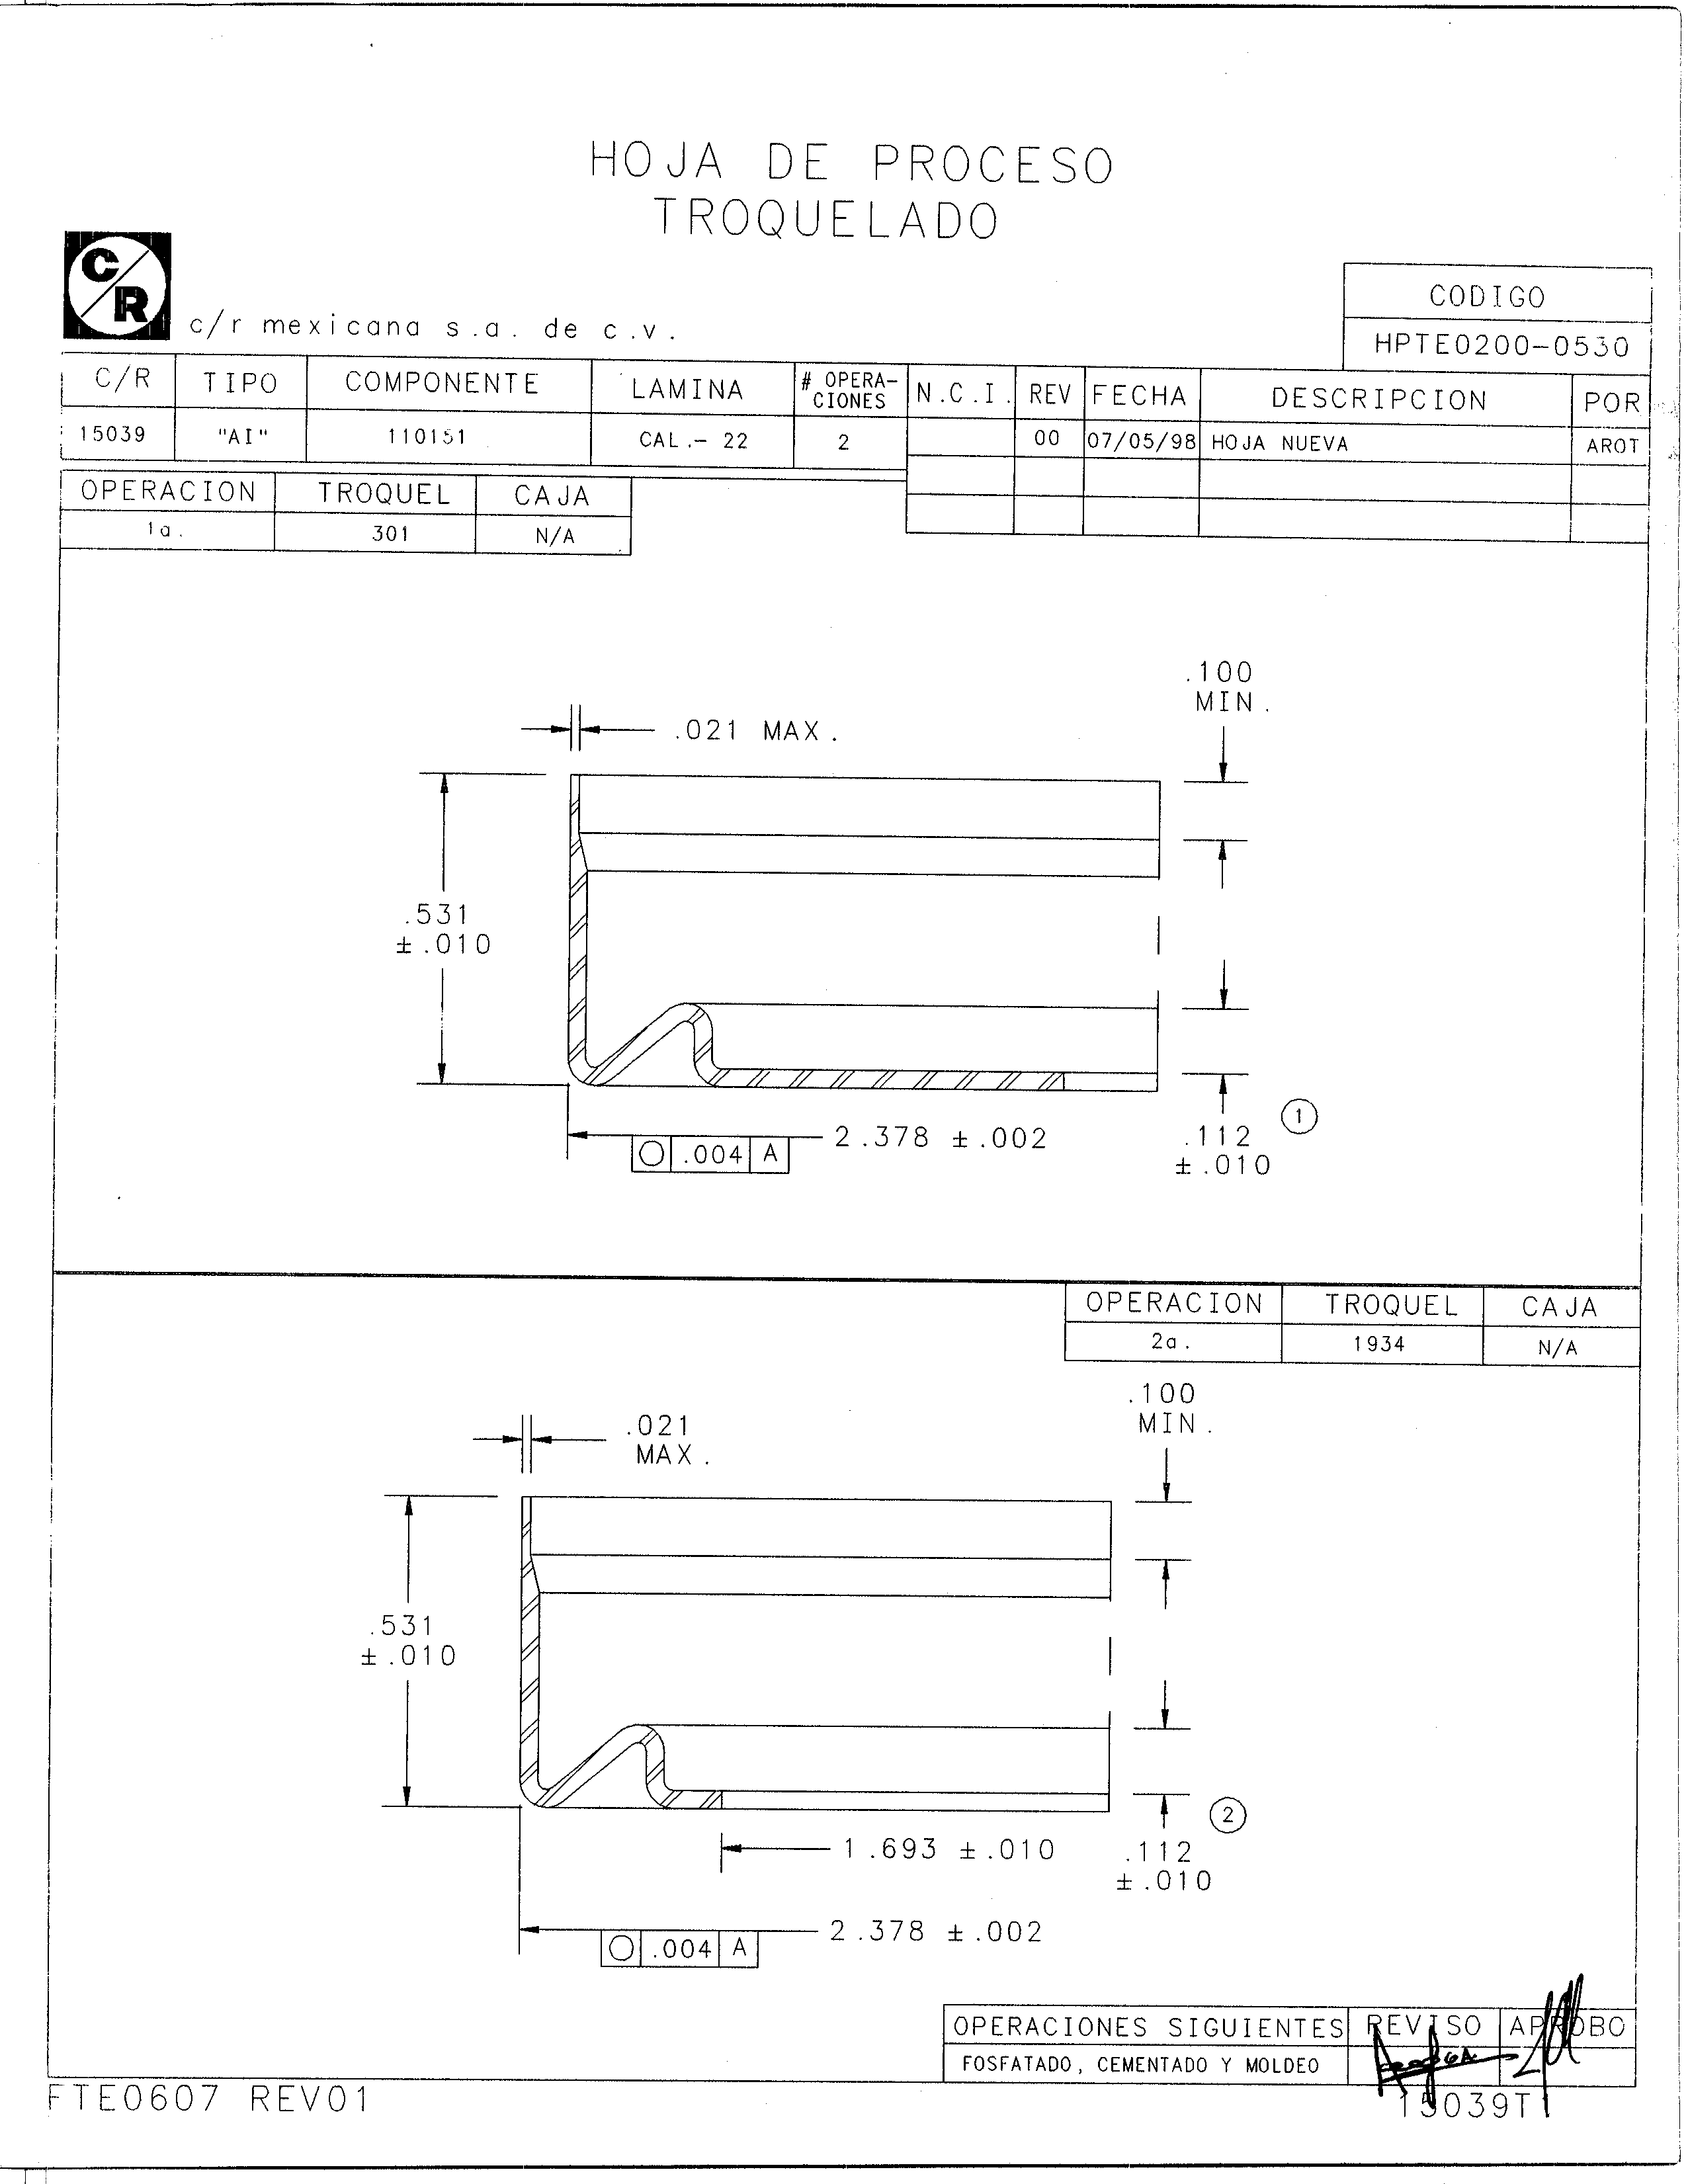 HOJA DE PROCESO
TROQUELADO
C/R
c/r mexicana s.a. de c.v.
CODIGO
HPTE0200-0530
C/R TIPO COMPONENTE LAMINA # OPERA-CIONES N.C.I. REV FECHA DESCRIPCION POR
15039 "AI" 110151 CAL.- 22 2 00 07/05/98 HOJA NUEVA AROT
OPERACION TROQUEL CAJA
1a. 301 N/A
.100
MIN.
.021 MAX.
.531
±.010
2.378 ±.002
○ .004 A
.112
±.010
1
OPERACION TROQUEL CAJA
2a. 1934 N/A
.100
MIN.
.021
MAX.
.531
±.010
1.693 ±.010
.112
±.010
2
2.378 ±.002
○ .004 A
OPERACIONES SIGUIENTES REVISO APROBO
FOSFATADO, CEMENTADO Y MOLDEO
FTE0607 REV01
15039T1